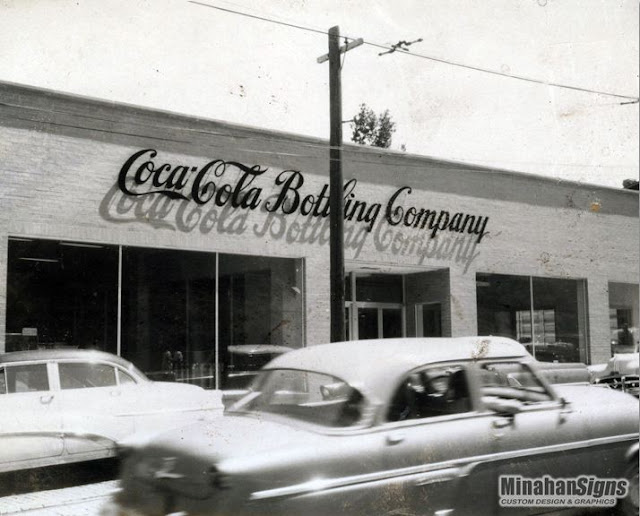 Coca-Cola Bottling Company
MinahanSigns
CUSTOM DESIGN & GRAPHICS